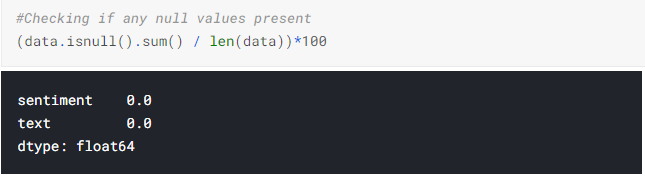 #Checking if any null values present
(data.isnull().sum() / len(data))*100
sentiment    0.0
text         0.0
dtype: float64